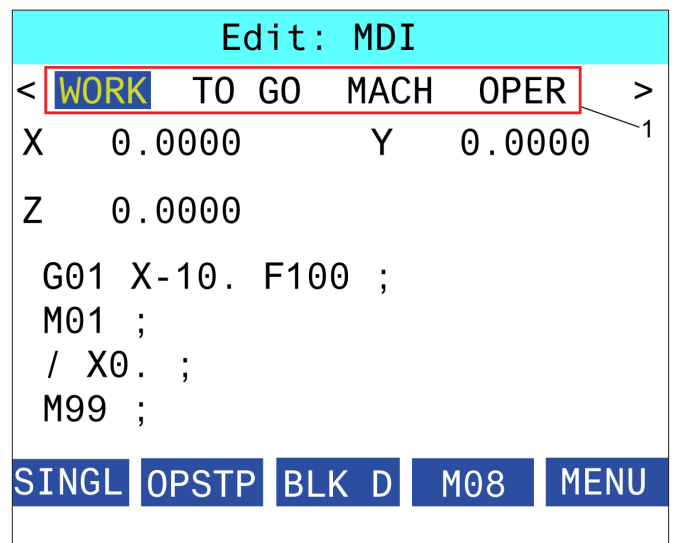 Edit: MDI
< WORK TO GO MACH OPER >
1
X 0.0000 Y 0.0000
Z 0.0000
G01 X-10. F100 ;
M01 ;
/ X0. ;
M99 ;
SINGL OPSTP BLK D M08 MENU